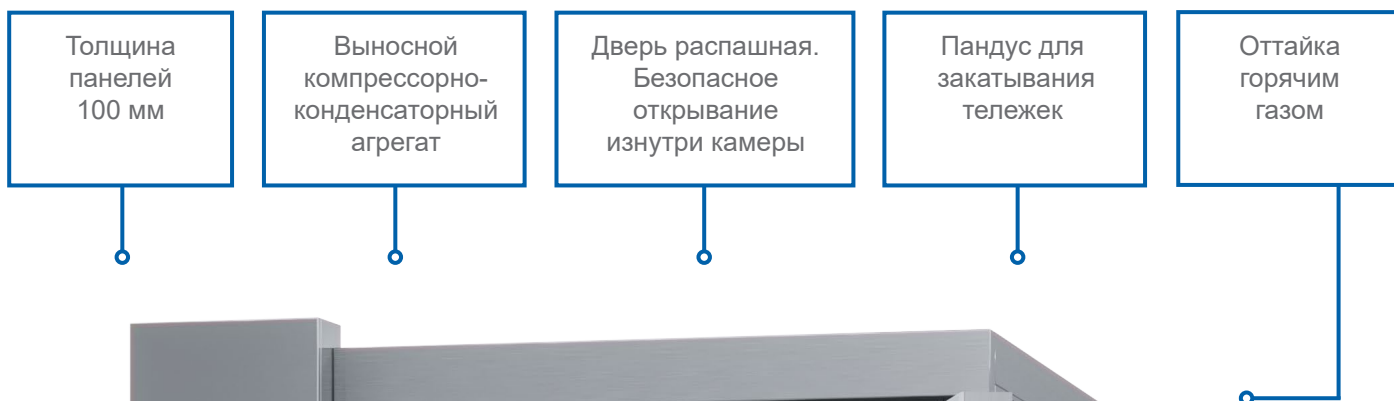 Толщина
панелей
100 мм
Выносной
компрессорно-
конденсаторный
агрегат
Дверь распашная.
Безопасное
открывание
изнутри камеры
Пандус для
закатывания
тележек
Оттайка
горячим
газом